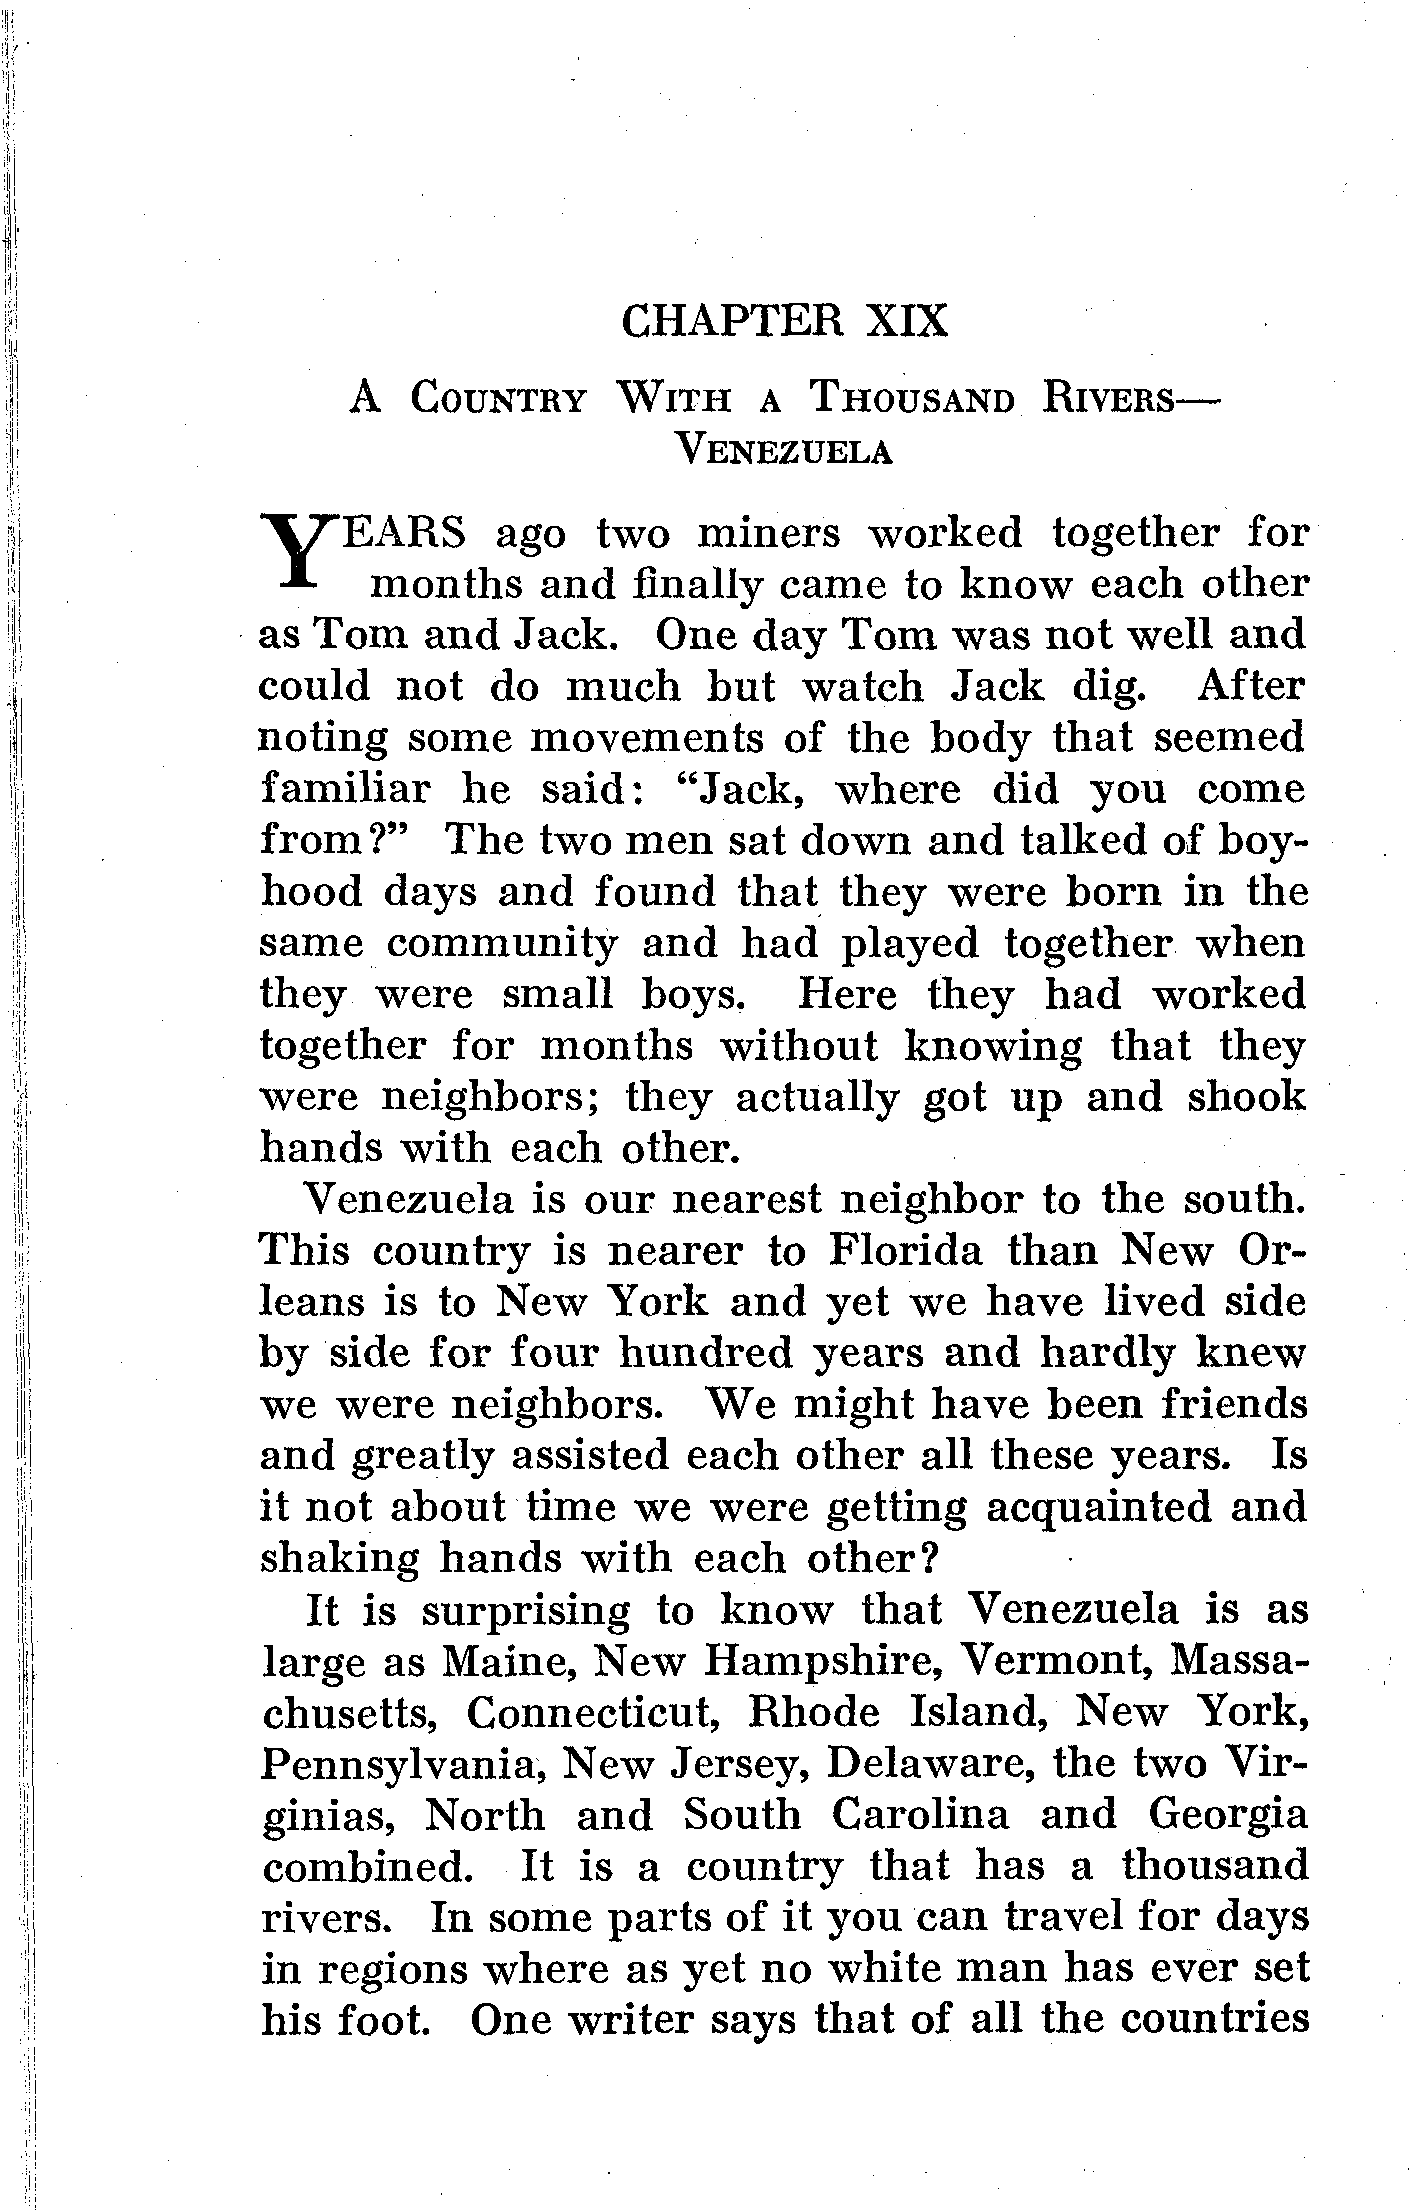 CHAPTER XIX
A COUNTRY WITH A THOUSAND RIVERS—
VENEZUELA
YEARS ago two miners worked together for
months and finally came to know each other
as Tom and Jack. One day Tom was not well and
could not do much but watch Jack dig. After
noting some movements of the body that seemed
familiar he said: "Jack, where did you come
from?" The two men sat down and talked of boy-
hood days and found that they were born in the
same community and had played together when
they were small boys. Here they had worked
together for months without knowing that they
were neighbors; they actually got up and shook
hands with each other.
Venezuela is our nearest neighbor to the south.
This country is nearer to Florida than New Or-
leans is to New York and yet we have lived side
by side for four hundred years and hardly knew
we were neighbors. We might have been friends
and greatly assisted each other all these years. Is
it not about time we were getting acquainted and
shaking hands with each other?
It is surprising to know that Venezuela is as
large as Maine, New Hampshire, Vermont, Massa-
chusetts, Connecticut, Rhode Island, New York,
Pennsylvania, New Jersey, Delaware, the two Vir-
ginias, North and South Carolina and Georgia
combined. It is a country that has a thousand
rivers. In some parts of it you can travel for days
in regions where as yet no white man has ever set
his foot. One writer says that of all the countries